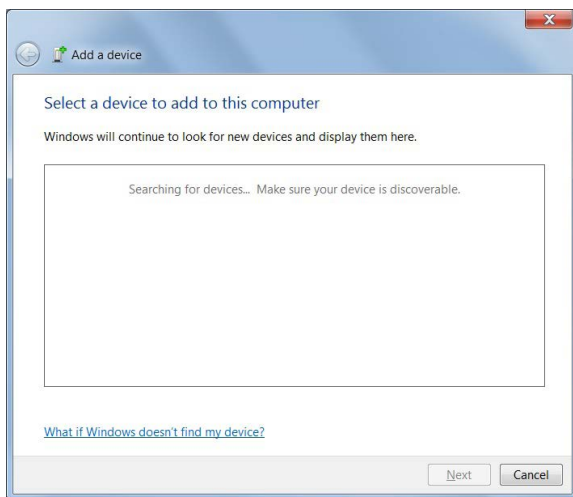 Add a device
Select a device to add to this computer
Windows will continue to look for new devices and display them here.
Searching for devices... Make sure your device is discoverable.
What if Windows doesn't find my device?
Next Cancel